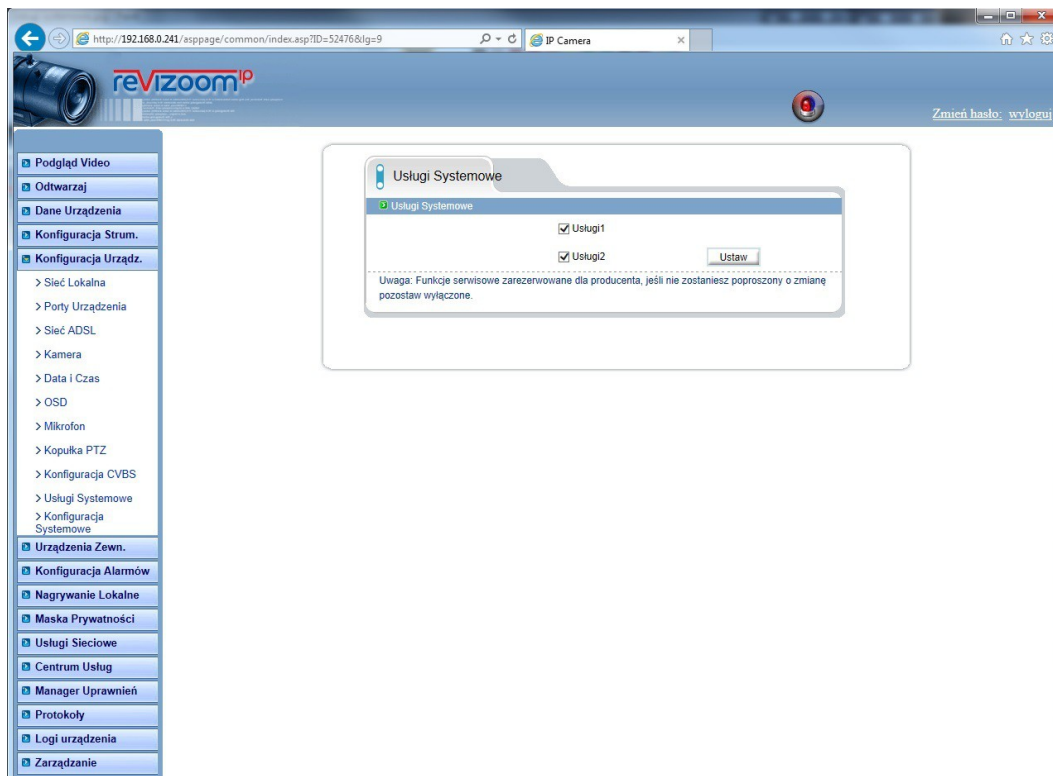 http://192.168.0.241/asppage/common/index.asp?ID=52476&lg=9
IP Camera
reVIZOOM IP
Zmień hasło: wyloguj
Podgląd Video
Odtwarzaj
Dane Urządzenia
Konfiguracja Strum.
Konfiguracja Urządz.
> Sieć Lokalna
> Porty Urządzenia
> Sieć ADSL
> Kamera
> Data i Czas
> OSD
> Mikrofon
> Kopułka PTZ
> Konfiguracja CVBS
> Usługi Systemowe
> Konfiguracja
Systemowe
Urządzenia Zewn.
Konfiguracja Alarmów
Nagrywanie Lokalne
Maska Prywatności
Usługi Sieciowe
Centrum Usług
Manager Uprawnień
Protokoły
Logi urządzenia
Zarządzanie
Usługi Systemowe
Usługi Systemowe
Usługi1
Usługi2
Ustaw
Uwaga: Funkcje serwisowe zarezerwowane dla producenta, jeśli nie zostaniesz poproszony o zmianę
pozostaw wyłączone.